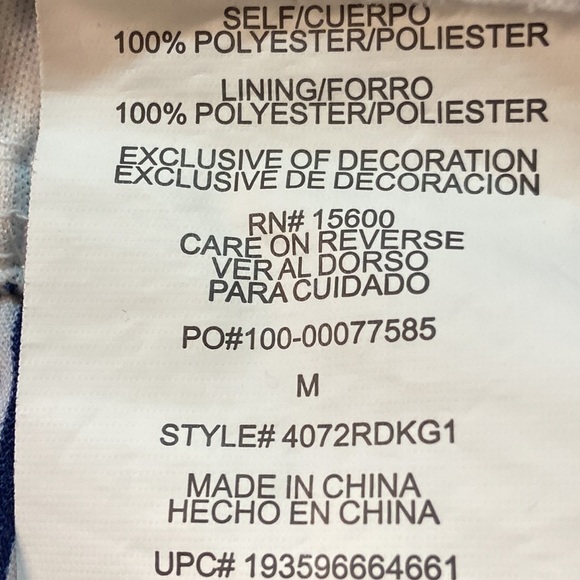 SELF/CUERPO
100% POLYESTER/POLIESTER
LINING/FORRO
100% POLYESTER/POLIESTER
EXCLUSIVE OF DECORATION
EXCLUSIVE DE DECORACION
RN# 15600
CARE ON REVERSE
VER AL DORSO
PARA CUIDADO
PO#100-00077585
M
STYLE# 4072RDKG1
MADE IN CHINA
HECHO EN CHINA
UPC# 193596664661